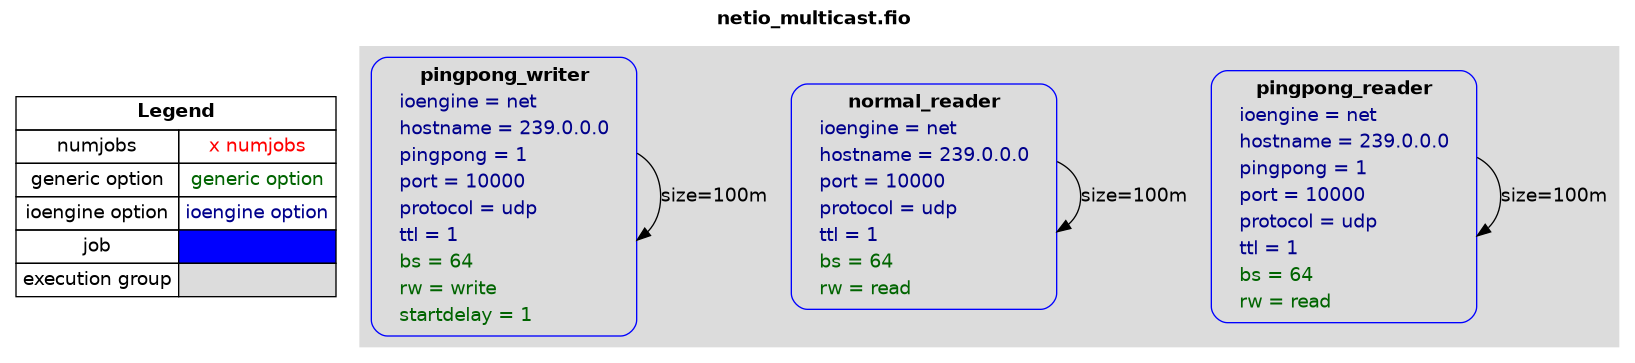 netio_multicast.fio
Legend
numjobs x numjobs
generic option generic option
ioengine option ioengine option
job
execution group
pingpong_writer
ioengine = net
hostname = 239.0.0.0
pingpong = 1
port = 10000
protocol = udp
ttl = 1
bs = 64
rw = write
startdelay = 1
size=100m
normal_reader
ioengine = net
hostname = 239.0.0.0
port = 10000
protocol = udp
ttl = 1
bs = 64
rw = read
size=100m
pingpong_reader
ioengine = net
hostname = 239.0.0.0
pingpong = 1
port = 10000
protocol = udp
ttl = 1
bs = 64
rw = read
size=100m